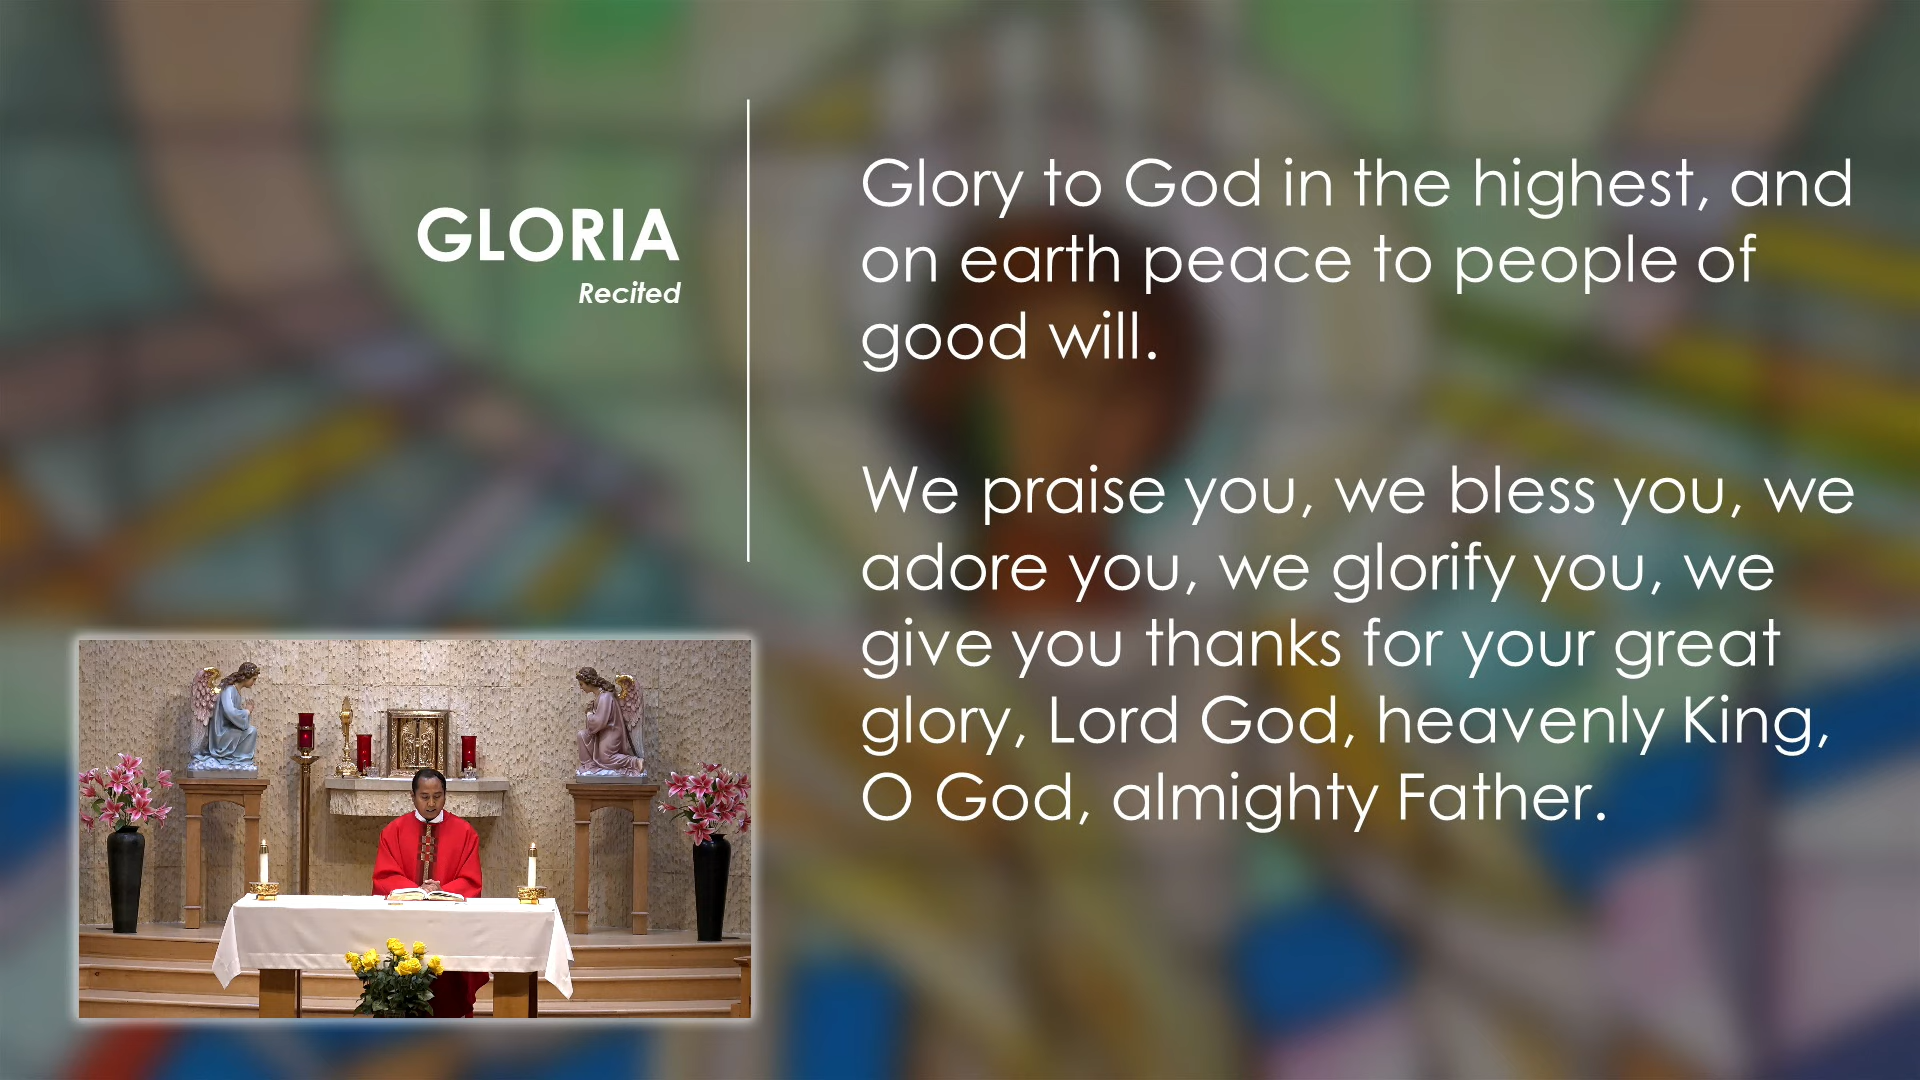 GLORIA
Recited
Glory to God in the highest, and
on earth peace to people of
good will.
We praise you, we bless you, we
adore you, we glorify you, we
give you thanks for your great
glory, Lord God, heavenly King,
O God, almighty Father.